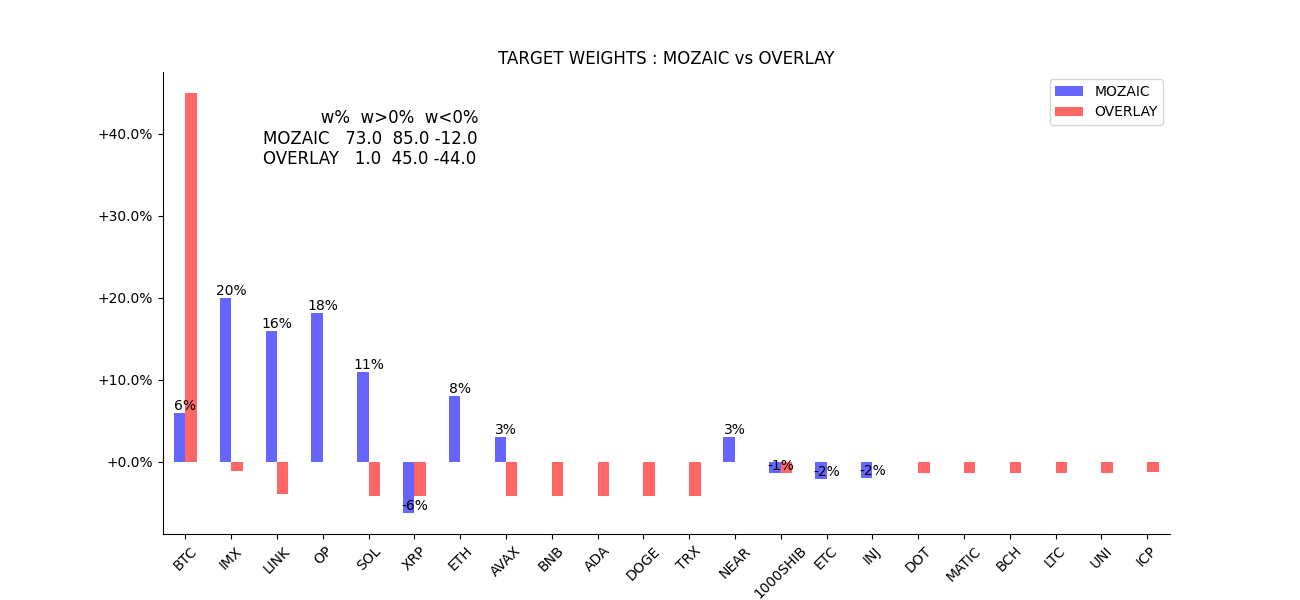 TARGET WEIGHTS : MOZAIC vs OVERLAY
MOZAIC
OVERLAY
w% w>0% w<0%
MOZAIC 73.0 85.0 -12.0
OVERLAY 1.0 45.0 -44.0
+40.0%
+30.0%
+20.0%
+10.0%
+0.0%
6%
20%
16%
18%
11%
-6%
8%
3%
3%
-1%
-2%
-2%
BTC
IMX
LINK
OP
SOL
XRP
ETH
AVAX
BNB
ADA
DOGE
TRX
NEAR
1000SHIB
ETC
INJ
DOT
MATIC
BCH
LTC
UNI
ICP